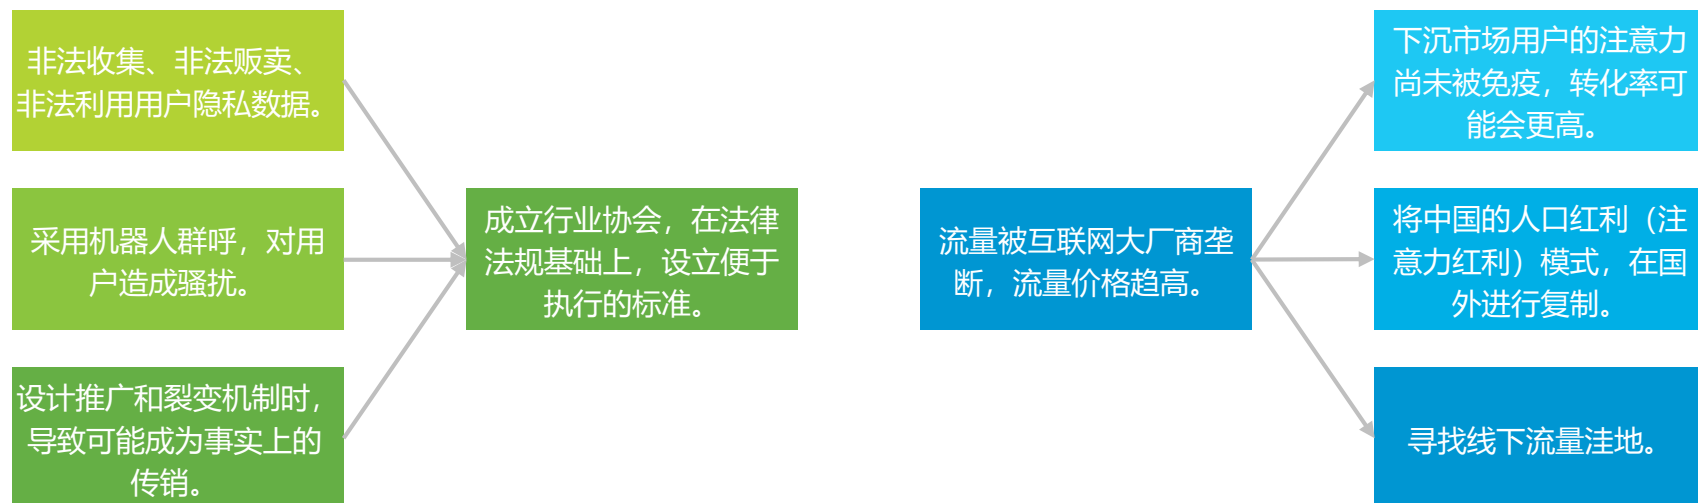 非法收集、非法贩卖、
非法利用用户隐私数据。
采用机器人群呼，对用
户造成骚扰。
设计推广和裂变机制时，
导致可能成为事实上的
传销。
成立行业协会，在法律
法规基础上，设立便于
执行的标准。
流量被互联网大厂商垄
断，流量价格趋高。
下沉市场用户的注意力
尚未被免疫，转化率可
能会更高。
将中国的人口红利（注
意力红利）模式，在国
外进行复制。
寻找线下流量洼地。